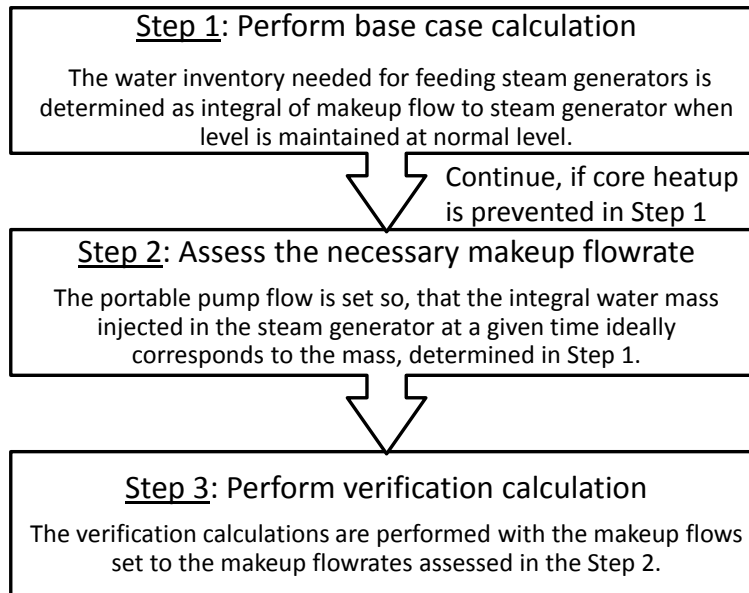 Step 1: Perform base case calculation
The water inventory needed for feeding steam generators is
determined as integral of makeup flow to steam generator when
level is maintained at normal level.
Continue, if core heatup
is prevented in Step 1
Step 2: Assess the necessary makeup flowrate
The portable pump flow is set so, that the integral water mass
injected in the steam generator at a given time ideally
corresponds to the mass, determined in Step 1.
Step 3: Perform verification calculation
The verification calculations are performed with the makeup flows
set to the makeup flowrates assessed in the Step 2.